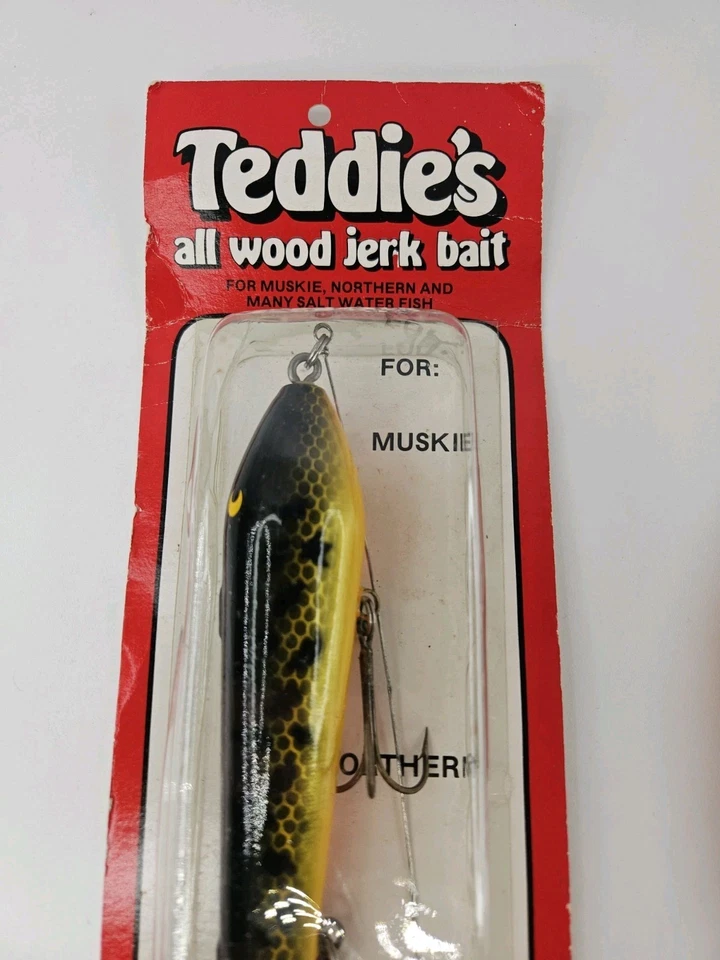 Teddie's
all wood jerk bait
FOR MUSKIE, NORTHERN AND
MANY SALT WATER FISH
FOR:
MUSKIE